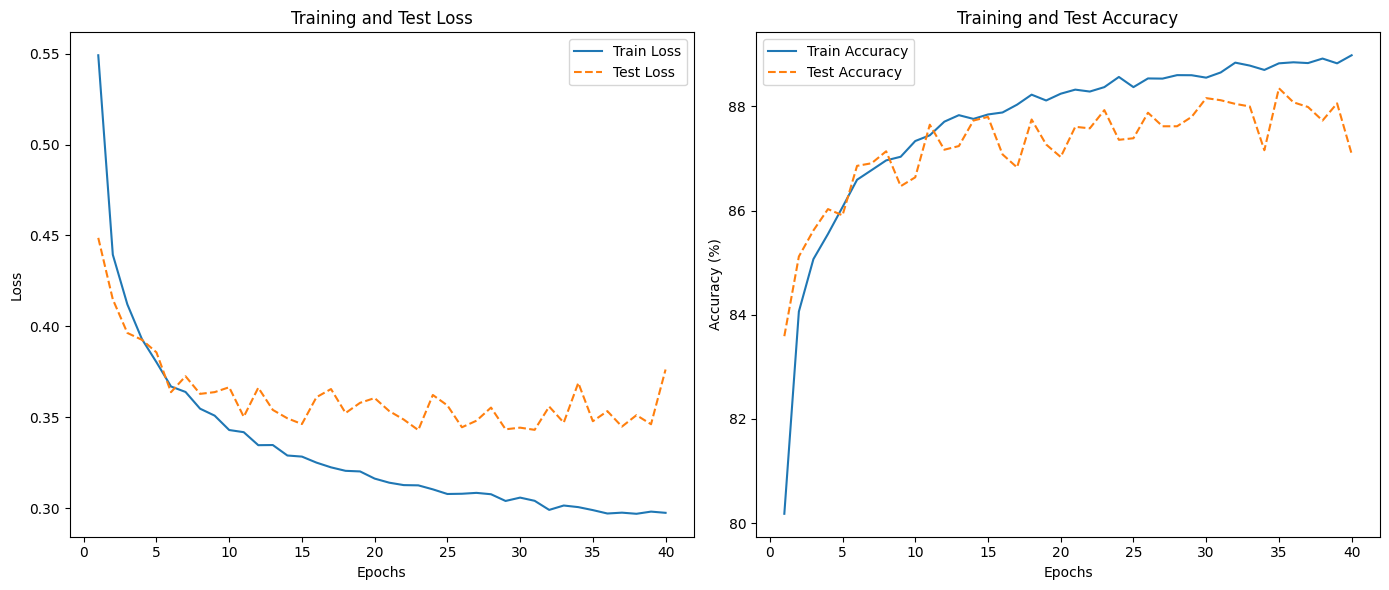 Training and Test Loss
Train Loss
Test Loss
0.55
0.50
0.45
0.40
0.35
0.30
Loss
0 5 10 15 20 25 30 35 40
Epochs
Training and Test Accuracy
Train Accuracy
Test Accuracy
88
86
84
82
80
Accuracy (%)
0 5 10 15 20 25 30 35 40
Epochs